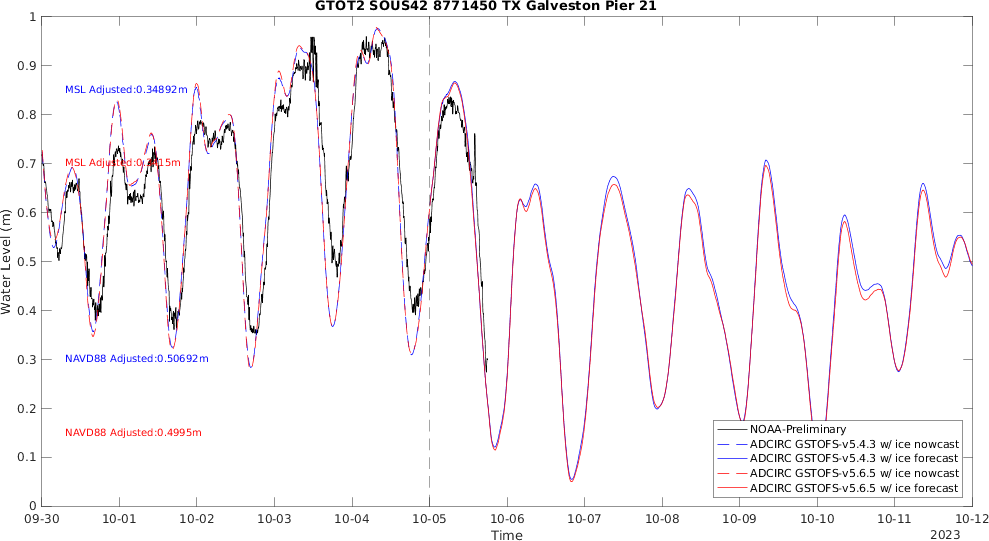 GTOT2 SOUS42 8771450 TX Galveston Pier 21
Water Level (m)
1
0.9
0.8
0.7
0.6
0.5
0.4
0.3
0.2
0.1
0
MSL Adjusted:0.34892m
MSL
NAVD88 Adjusted:0.50692m
NAVD88 Adjusted:0.4995m
NOAA-Preliminary
ADCIRC GSTOFS-v5.4.3 w/ ice nowcast
ADCIRC GSTOFS-v5.4.3 w/ ice forecast
ADCIRC GSTOFS-v5.6.5 w/ ice nowcast
ADCIRC GSTOFS-v5.6.5 w/ ice forecast
09-30 10-01 10-02 10-03 10-04 10-05 10-06 10-07 10-08 10-09 10-10 10-11 10-12
Time
2023